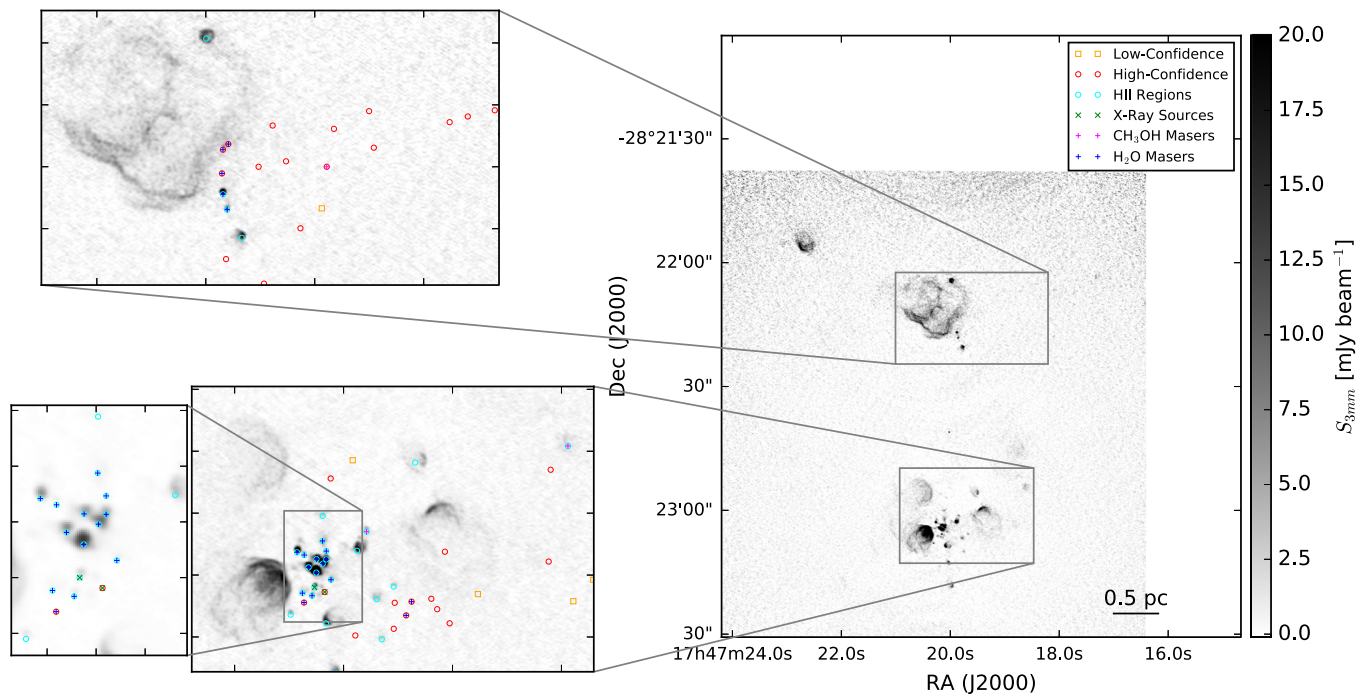 Low-Confidence
High-Confidence
HII Regions
X-Ray Sources
CH₃OH Masers
H₂O Masers
-28°21'30"
22'00"
30"
23'00"
30"
Dec (J2000)
17h47m24.0s
22.0s
20.0s
18.0s
16.0s
RA (J2000)
0.5 pc
20.0
17.5
15.0
12.5
10.0
7.5
5.0
2.5
0.0
S₃ₘₘ [mJy beam⁻¹]